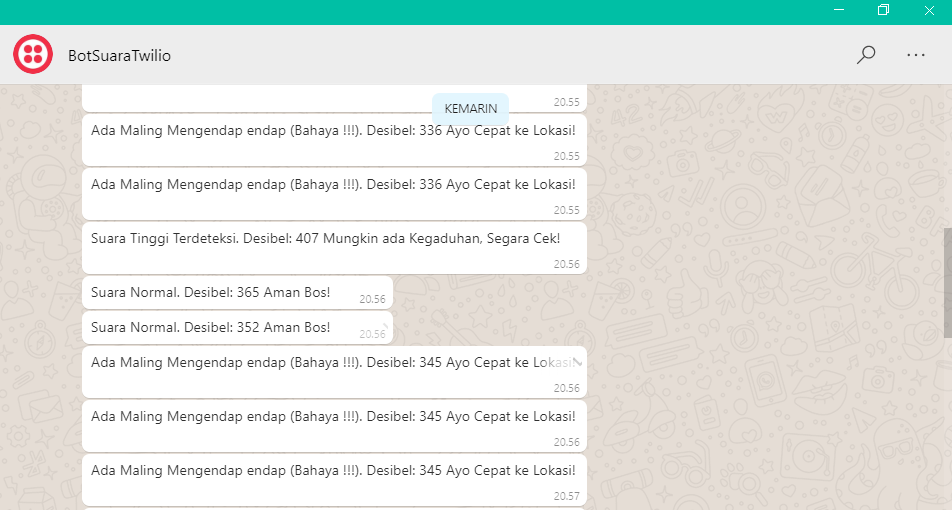 BotSuaraTwilio
20.55
KEMARIN
Ada Maling Mengendap endap (Bahaya !!!). Desibel: 336 Ayo Cepat ke Lokasi!
20.55
Ada Maling Mengendap endap (Bahaya !!!). Desibel: 336 Ayo Cepat ke Lokasi!
20.55
Suara Tinggi Terdeteksi. Desibel: 407 Mungkin ada Kegaduhan, Segara Cek!
20.56
Suara Normal. Desibel: 365 Aman Bos!
20.56
Suara Normal. Desibel: 352 Aman Bos!
20.56
Ada Maling Mengendap endap (Bahaya !!!). Desibel: 345 Ayo Cepat ke Lokasi!
20.56
Ada Maling Mengendap endap (Bahaya !!!). Desibel: 345 Ayo Cepat ke Lokasi!
20.56
Ada Maling Mengendap endap (Bahaya !!!). Desibel: 345 Ayo Cepat ke Lokasi!
20.57